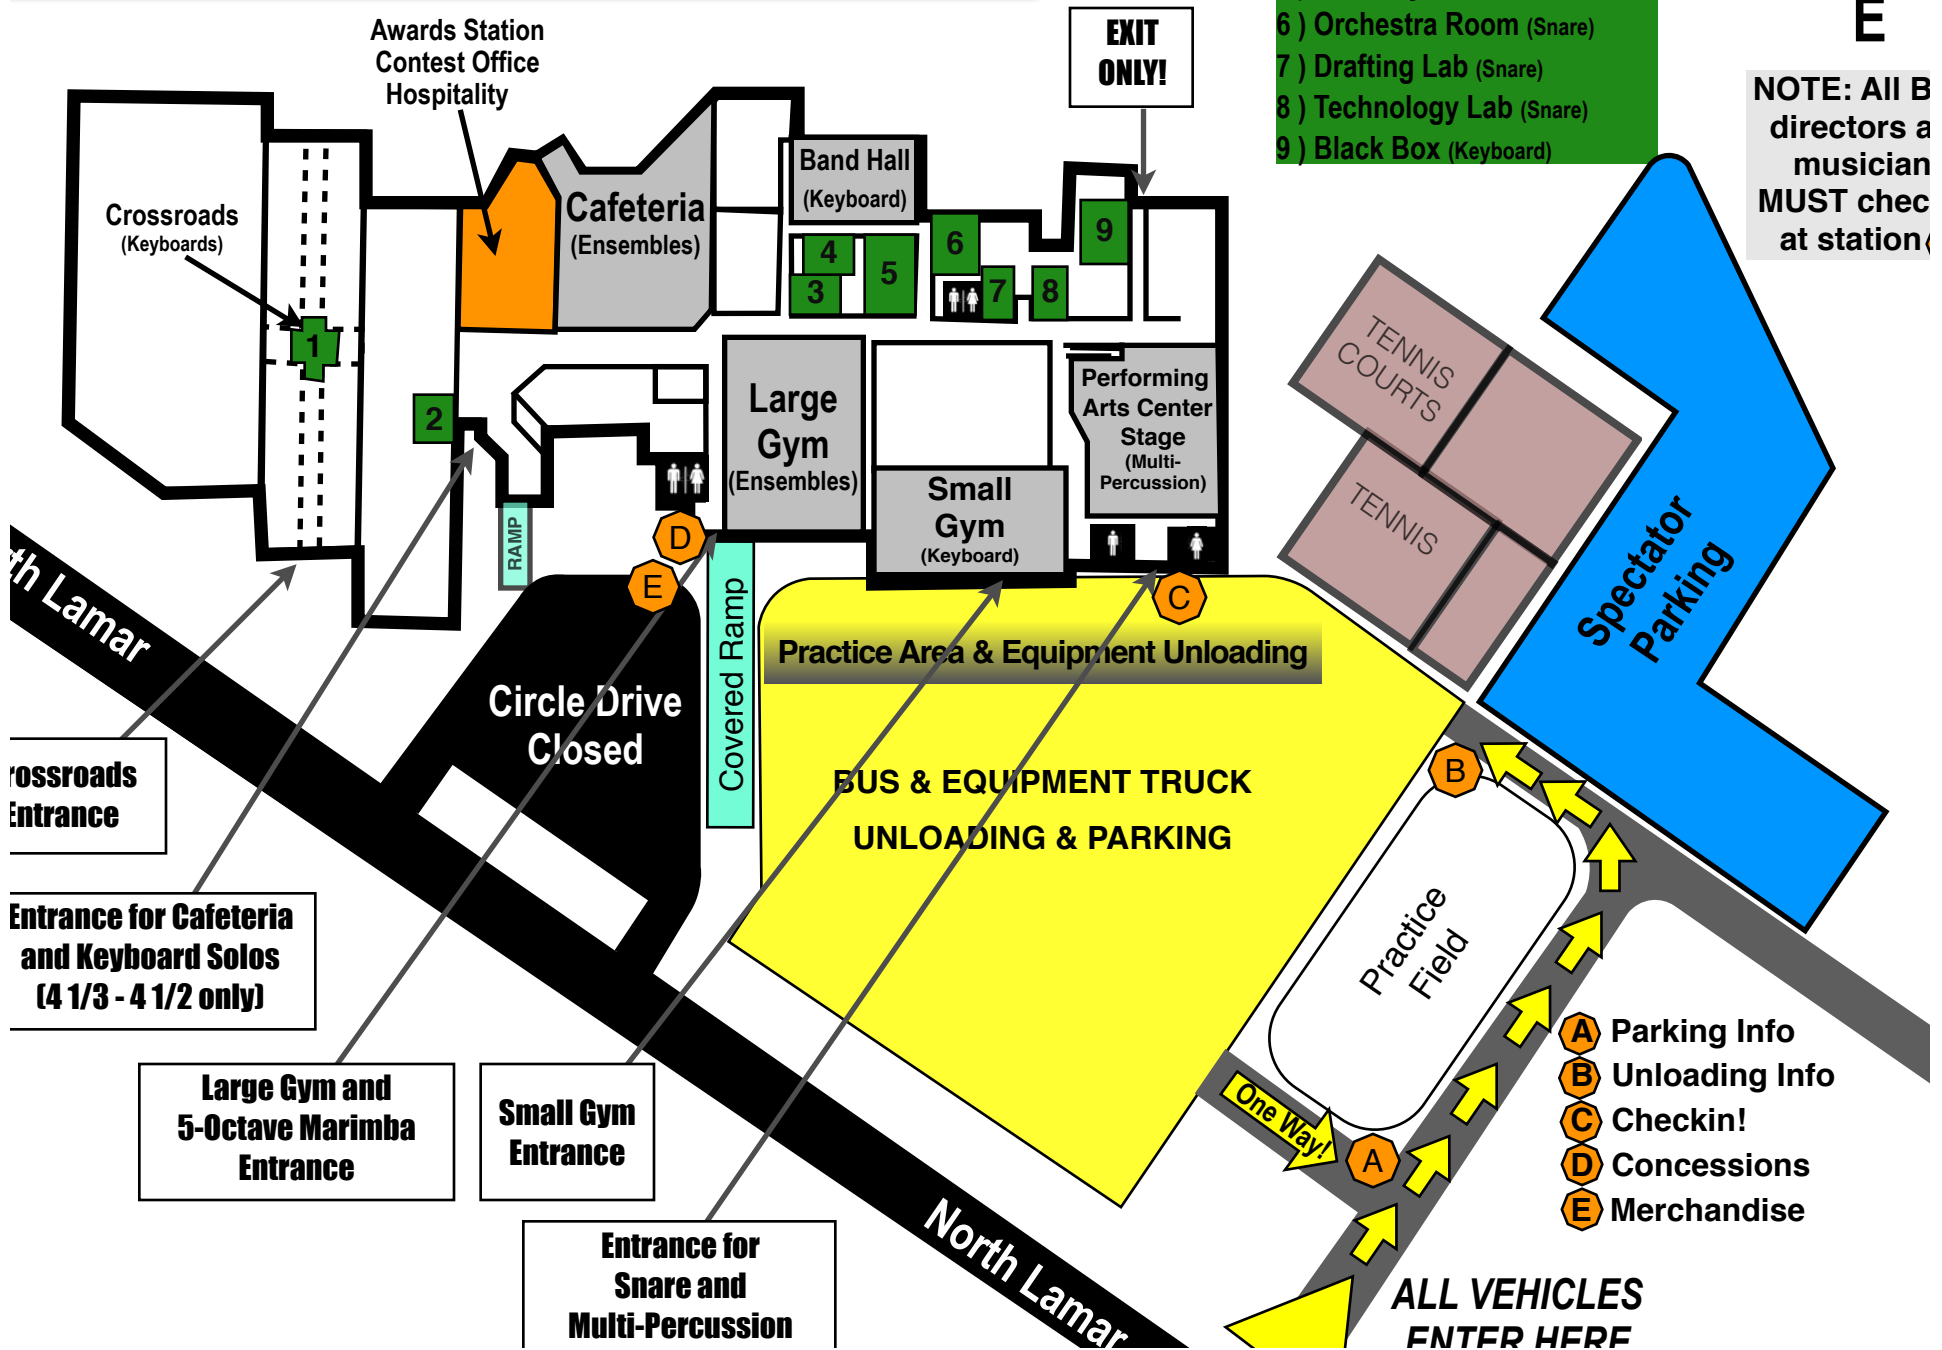 Awards Station
Contest Office
Hospitality
EXIT
ONLY!
6 ) Orchestra Room (Snare)
7 ) Drafting Lab (Snare)
8 ) Technology Lab (Snare)
9 ) Black Box (Keyboard)
E
NOTE: All B
directors a
musician
MUST chec
at station
Crossroads
(Keyboards)
Cafeteria
(Ensembles)
Band Hall
(Keyboard)
4
3
5
6
7
8
9
1
2
Large
Gym
(Ensembles)
Small
Gym
(Keyboard)
Performing
Arts Center
Stage
(Multi-
Percussion)
TENNIS
COURTS
TENNIS
Spectator
Parking
RAMP
D
E
C
Covered Ramp
Practice Area & Equipment Unloading
th Lamar
Circle Drive
Closed
BUS & EQUIPMENT TRUCK
UNLOADING & PARKING
B
Practice
Field
rossroads
Entrance
Entrance for Cafeteria
and Keyboard Solos
(4 1/3 - 4 1/2 only)
Large Gym and
5-Octave Marimba
Entrance
Small Gym
Entrance
Entrance for
Snare and
Multi-Percussion
North Lamar
One Way!
A
A Parking Info
B Unloading Info
C Checkin!
D Concessions
E Merchandise
ALL VEHICLES
ENTER HERE